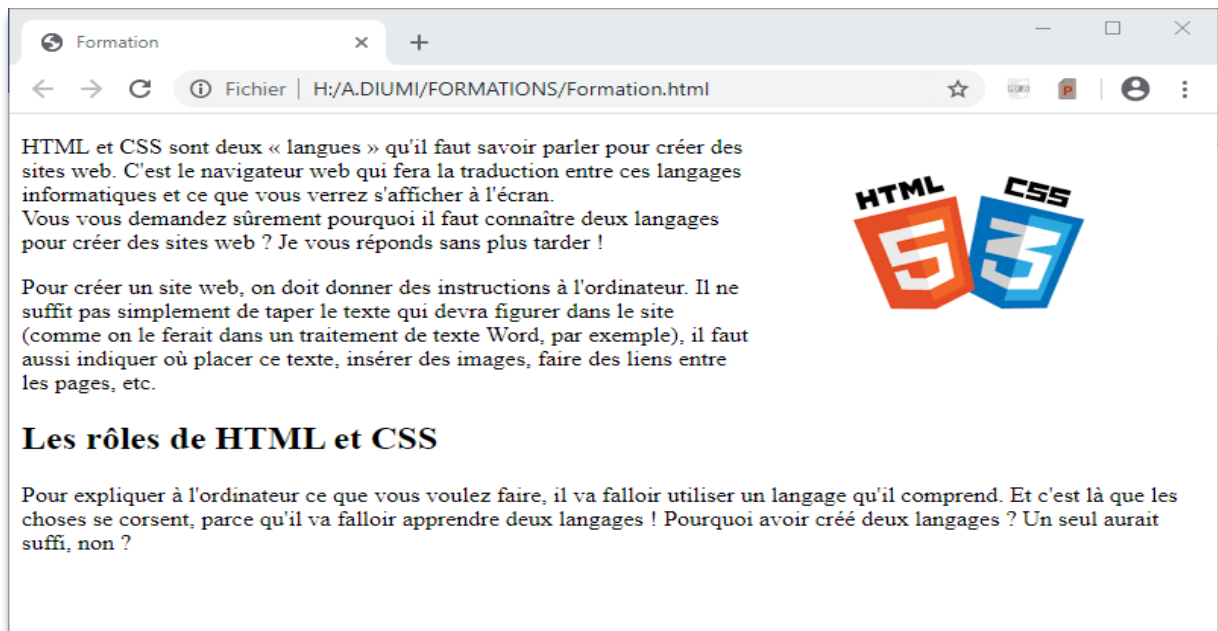 Formation
Fichier | H:/A.DIUMI/FORMATIONS/Formation.html
P
HTML et CSS sont deux « langues » qu'il faut savoir parler pour créer des
sites web. C'est le navigateur web qui fera la traduction entre ces langages
informatiques et ce que vous verrez s'afficher à l'écran.
Vous vous demandez sûrement pourquoi il faut connaître deux langages
pour créer des sites web ? Je vous réponds sans plus tarder !
HTML
5
CSS
3
Pour créer un site web, on doit donner des instructions à l'ordinateur. Il ne
suffit pas simplement de taper le texte qui devra figurer dans le site
(comme on le ferait dans un traitement de texte Word, par exemple), il faut
aussi indiquer où placer ce texte, insérer des images, faire des liens entre
les pages, etc.
Les rôles de HTML et CSS
Pour expliquer à l'ordinateur ce que vous voulez faire, il va falloir utiliser un langage qu'il comprend. Et c'est là que les
choses se corsent, parce qu'il va falloir apprendre deux langages ! Pourquoi avoir créé deux langages ? Un seul aurait
suffi, non ?